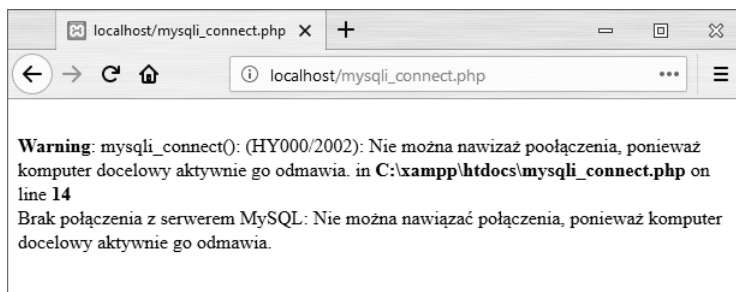 localhost/mysqli_connect.php
localhost/mysqli_connect.php
Warning: mysqli_connect(): (HY000/2002): Nie można nawizaź poołączenia, ponieważ
komputer docelowy aktywnie go odmawia. in C:\xampp\htdocs\mysqli_connect.php on
line 14
Brak połączenia z serwerem MySQL: Nie można nawiązać połączenia, ponieważ komputer
docelowy aktywnie go odmawia.